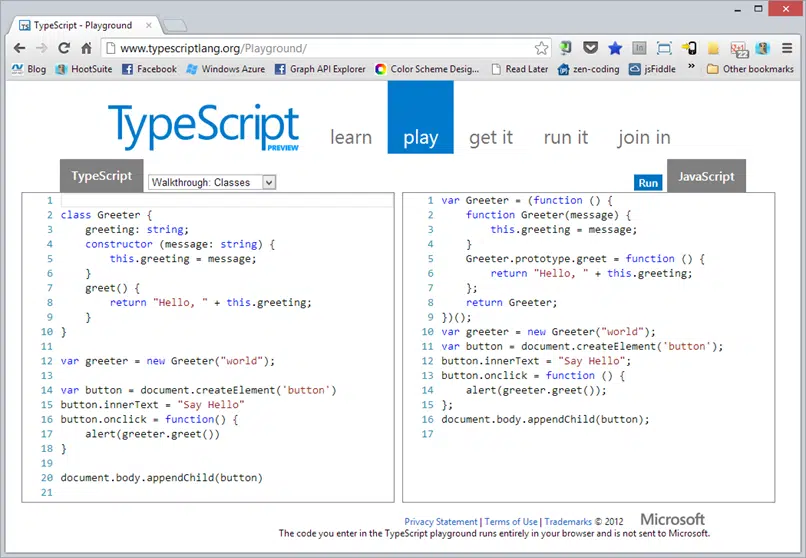 TypeScript - Playground
www.typescriptlang.org/Playground/
Blog HootSuite Facebook Windows Azure Graph API Explorer Color Scheme Desig... Read Later zen-coding jsFiddle » Other bookmarks
TypeScript PREVIEW learn play get it run it join in
TypeScript Walkthrough: Classes Run JavaScript
1
2 class Greeter {
3 greeting: string;
4 constructor (message: string) {
5 this.greeting = message;
6 }
7 greet() {
8 return "Hello, " + this.greeting;
9 }
10 }
11
12 var greeter = new Greeter("world");
13
14 var button = document.createElement('button')
15 button.innerText = "Say Hello"
16 button.onclick = function() {
17 alert(greeter.greet())
18 }
19
20 document.body.appendChild(button)
21
1 var Greeter = (function () {
2 function Greeter(message) {
3 this.greeting = message;
4 }
5 Greeter.prototype.greet = function () {
6 return "Hello, " + this.greeting;
7 };
8 return Greeter;
9 })();
10 var greeter = new Greeter("world");
11 var button = document.createElement('button');
12 button.innerText = "Say Hello";
13 button.onclick = function () {
14 alert(greeter.greet());
15 };
16 document.body.appendChild(button);
17
Privacy Statement | Terms of Use | Trademarks © 2012 Microsoft
The code you enter in the TypeScript playground runs entirely in your browser and is not sent to Microsoft.